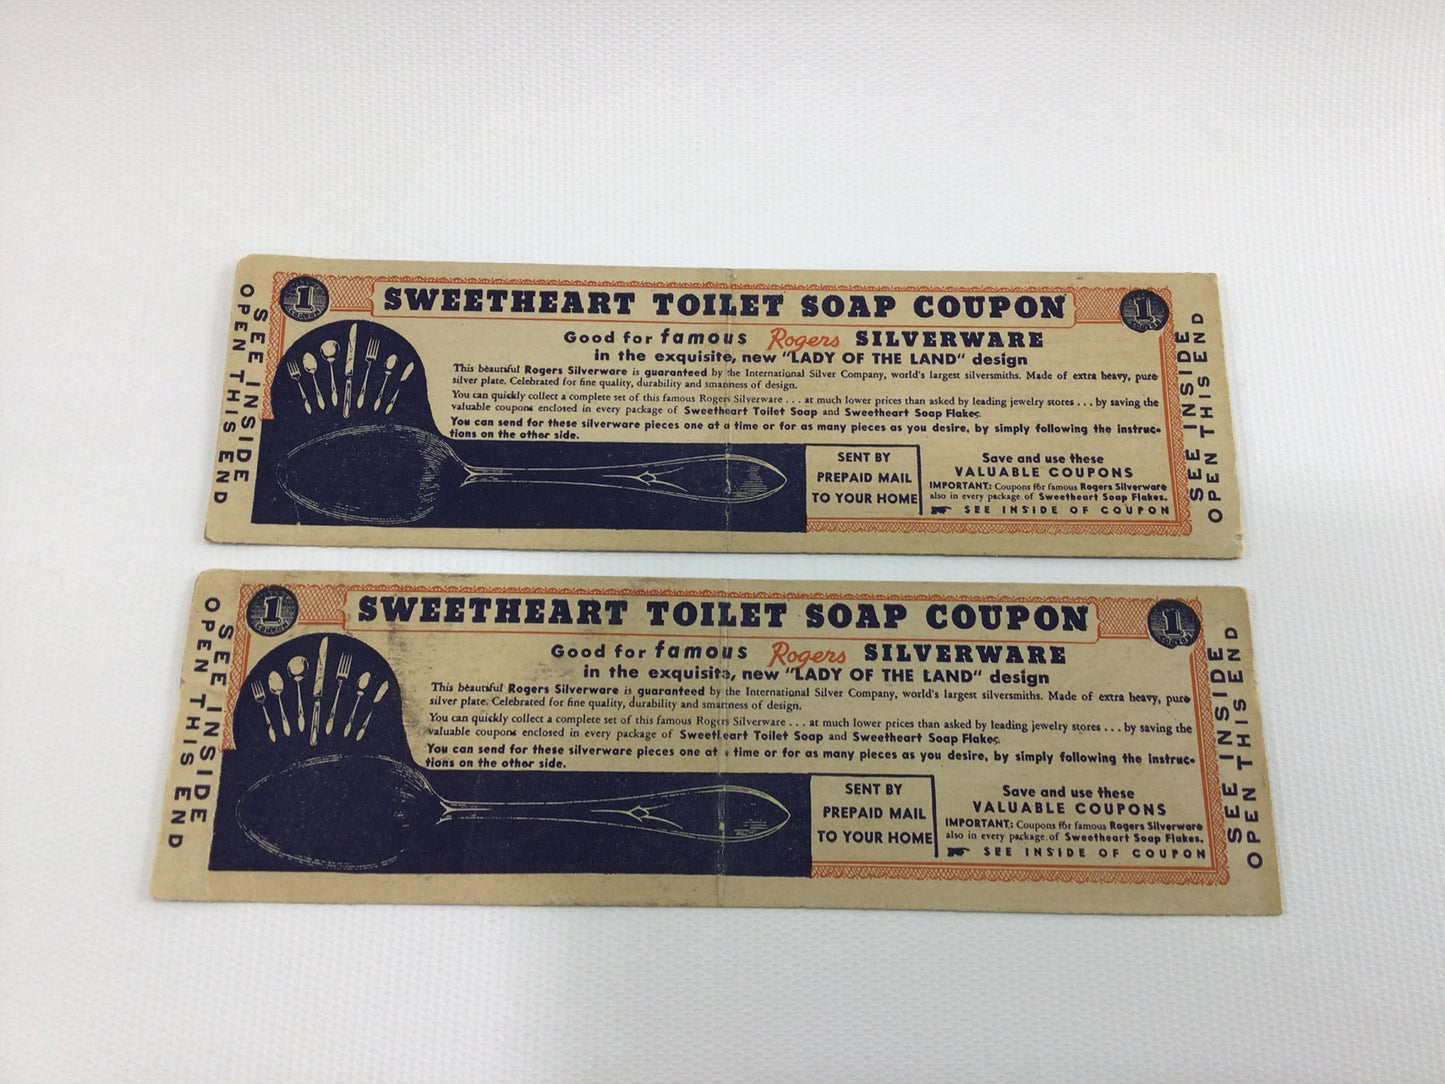 SEE INSIDE
OPEN THIS END
1
COUPON
SWEETHEART TOILET SOAP COUPON
1
COUPON
Good for famous Rogers SILVERWARE
in the exquisite, new "LADY OF THE LAND" design
This beautiful Rogers Silverware is guaranteed by the International Silver Company, world's largest silversmiths. Made of extra heavy, pure
silver plate. Celebrated for fine quality, durability and smartness of design.
You can quickly collect a complete set of this famous Rogers Silverware . . . at much lower prices than asked by leading jewelry stores . . . by saving the
valuable coupons enclosed in every package of Sweetheart Toilet Soap and Sweetheart Soap Flakes.
You can send for these silverware pieces one at a time or for as many pieces as you desire, by simply following the instruc-
tions on the other side.
SENT BY
PREPAID MAIL
TO YOUR HOME
Save and use these
VALUABLE COUPONS
IMPORTANT: Coupons for famous Rogers Silverware
also in every package of Sweetheart Soap Flakes.
SEE INSIDE OF COUPON
SEE INSIDE
OPEN THIS END
SEE INSIDE
OPEN THIS END
1
COUPON
SWEETHEART TOILET SOAP COUPON
1
COUPON
Good for famous Rogers SILVERWARE
in the exquisite, new "LADY OF THE LAND" design
This beautiful Rogers Silverware is guaranteed by the International Silver Company, world's largest silversmiths. Made of extra heavy, pure
silver plate. Celebrated for fine quality, durability and smartness of design.
You can quickly collect a complete set of this famous Rogers Silverware . . . at much lower prices than asked by leading jewelry stores . . . by saving the
valuable coupons enclosed in every package of Sweetheart Toilet Soap and Sweetheart Soap Flakes.
You can send for these silverware pieces one at a time or for as many pieces as you desire, by simply following the instruc-
tions on the other side.
SENT BY
PREPAID MAIL
TO YOUR HOME
Save and use these
VALUABLE COUPONS
IMPORTANT: Coupons for famous Rogers Silverware
also in every package of Sweetheart Soap Flakes.
SEE INSIDE OF COUPON
SEE INSIDE
OPEN THIS END